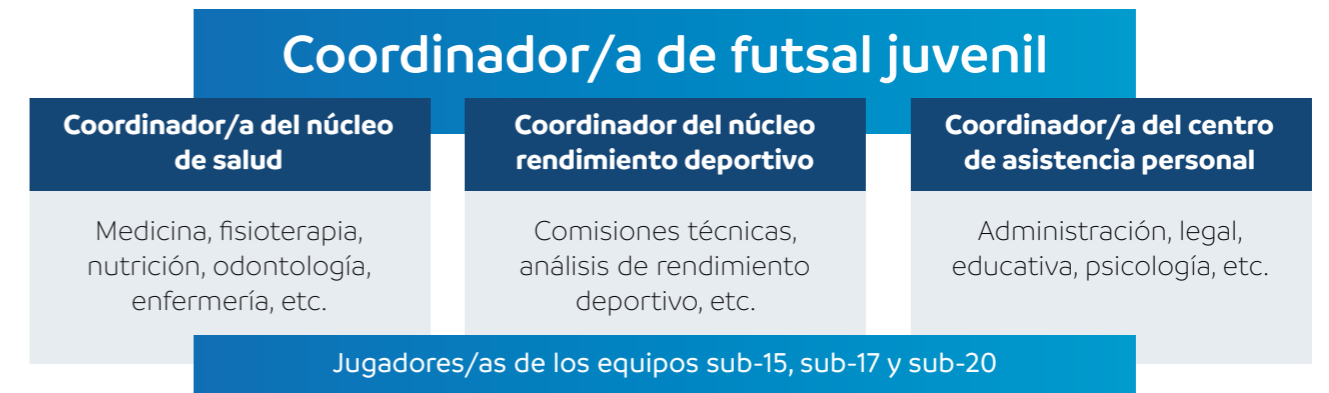 Coordinador/a de futsal juvenil
Coordinador/a del núcleo
de salud
Medicina, fisioterapia,
nutrición, odontología,
enfermería, etc.
Coordinador del núcleo
rendimiento deportivo
Comisiones técnicas,
análisis de rendimiento
deportivo, etc.
Coordinador/a del centro
de asistencia personal
Administración, legal,
educativa, psicología, etc.
Jugadores/as de los equipos sub-15, sub-17 y sub-20